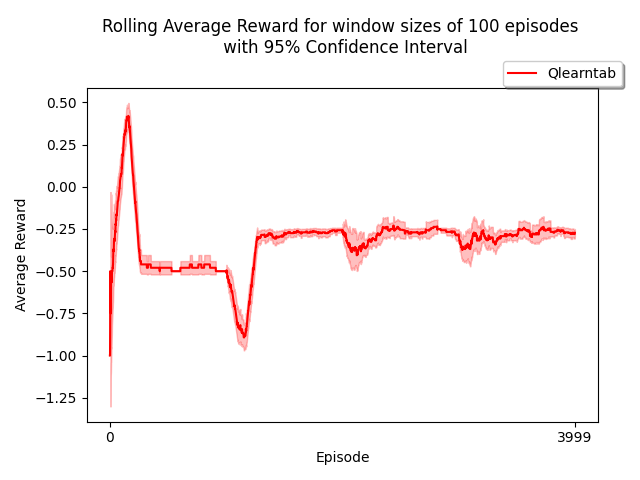 Rolling Average Reward for window sizes of 100 episodes
with 95% Confidence Interval
Qlearntab
0.50
0.25
0.00
−0.25
−0.50
−0.75
−1.00
−1.25
Average Reward
0
3999
Episode